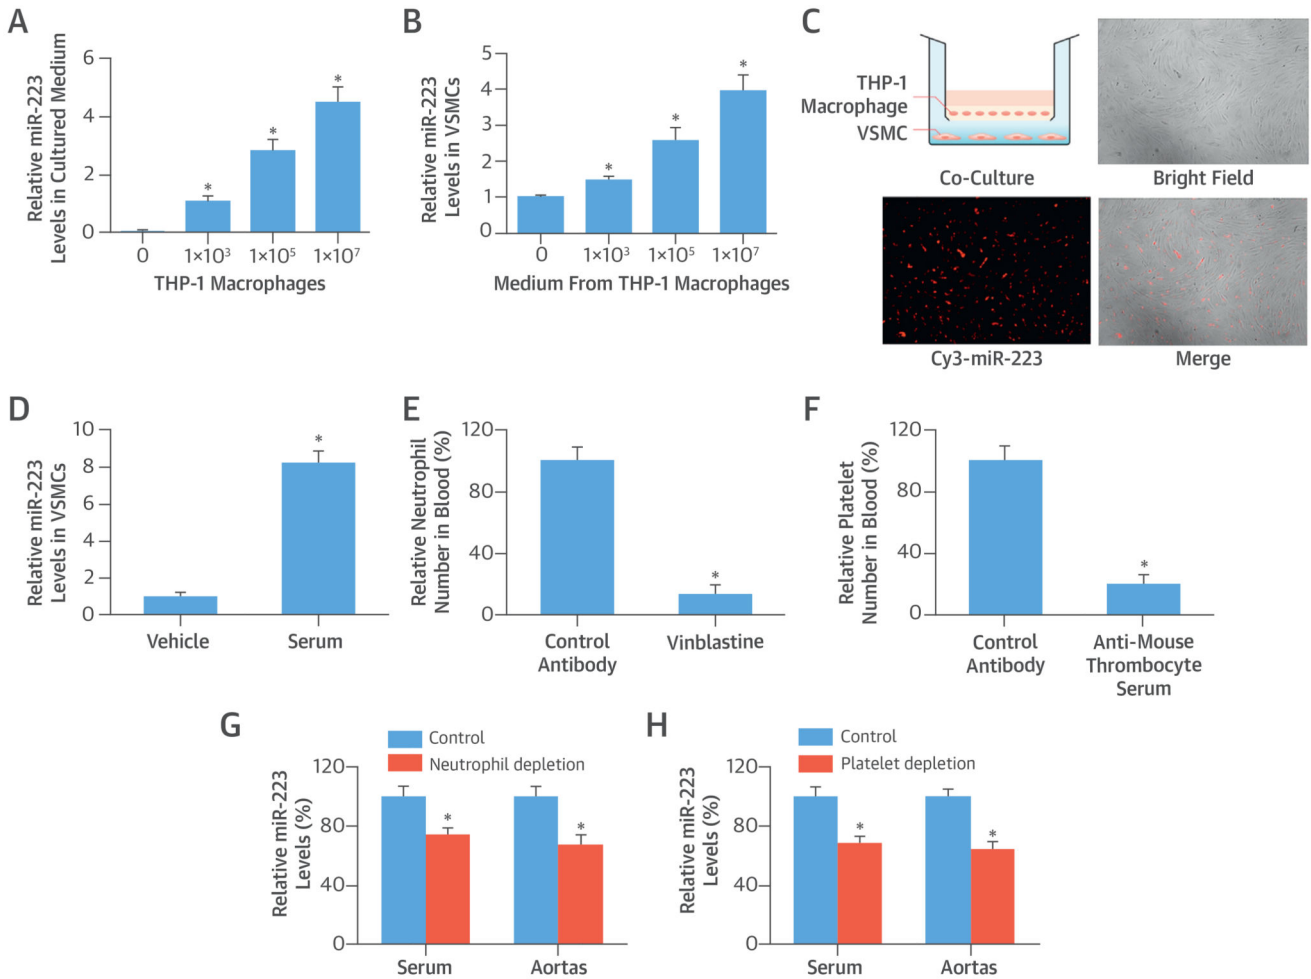 A
Relative miR-223
Levels in Cultured Medium
6
4
2
0
*
*
*
0
1×10³
1×10⁵
1×10⁷
THP-1 Macrophages
B
Relative miR-223
Levels in VSMCs
5
4
3
2
1
0
*
*
*
0
1×10³
1×10⁵
1×10⁷
Medium From THP-1 Macrophages
C
THP-1
Macrophage
VSMC
Co-Culture
Bright Field
Cy3-miR-223
Merge
D
Relative miR-223
Levels in VSMCs
10
8
6
4
2
0
*
Vehicle
Serum
E
Relative Neutrophil
Number in Blood (%)
120
80
40
0
*
Control
Antibody
Vinblastine
F
Relative Platelet
Number in Blood (%)
120
80
40
0
*
Control
Antibody
Anti-Mouse
Thrombocyte
Serum
G
Control
Neutrophil depletion
Relative miR-223
Levels (%)
120
80
40
0
*
*
Serum
Aortas
H
Control
Platelet depletion
Relative miR-223
Levels (%)
120
80
40
0
*
*
Serum
Aortas